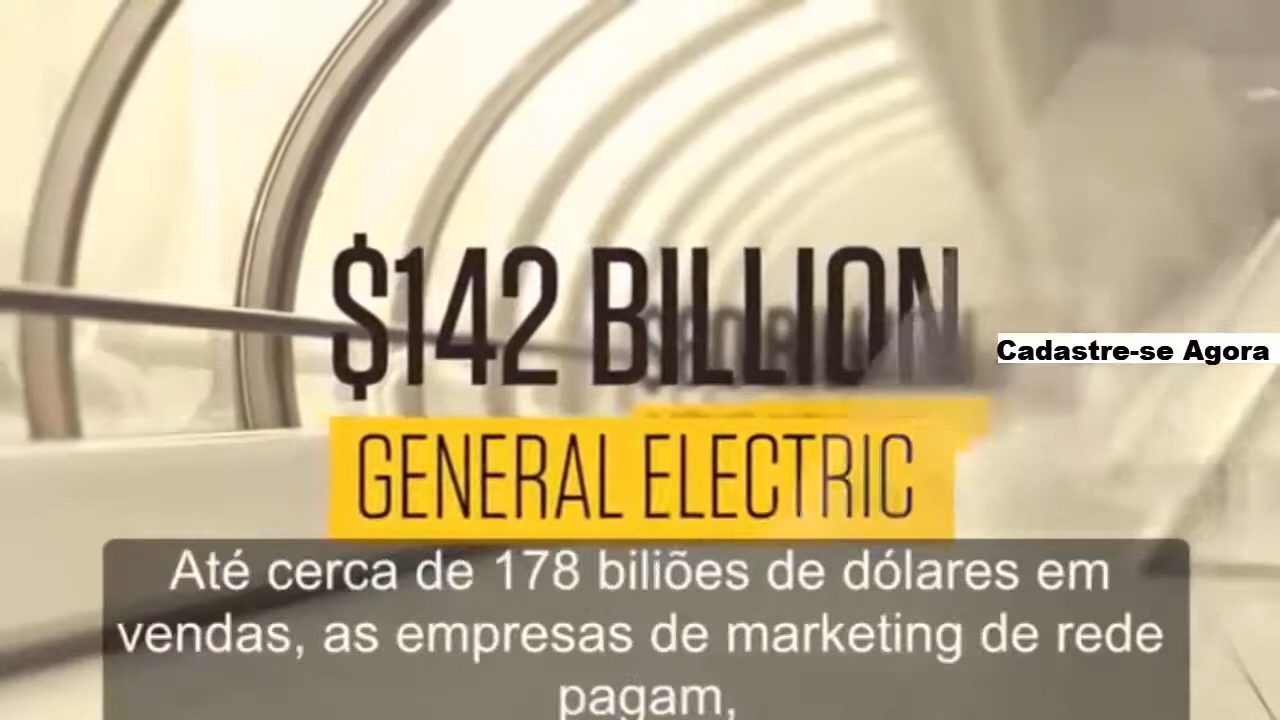 $142 BILLION
Cadastre-se Agora
GENERAL ELECTRIC
Até cerca de 178 biliões de dólares em
vendas, as empresas de marketing de rede
pagam,